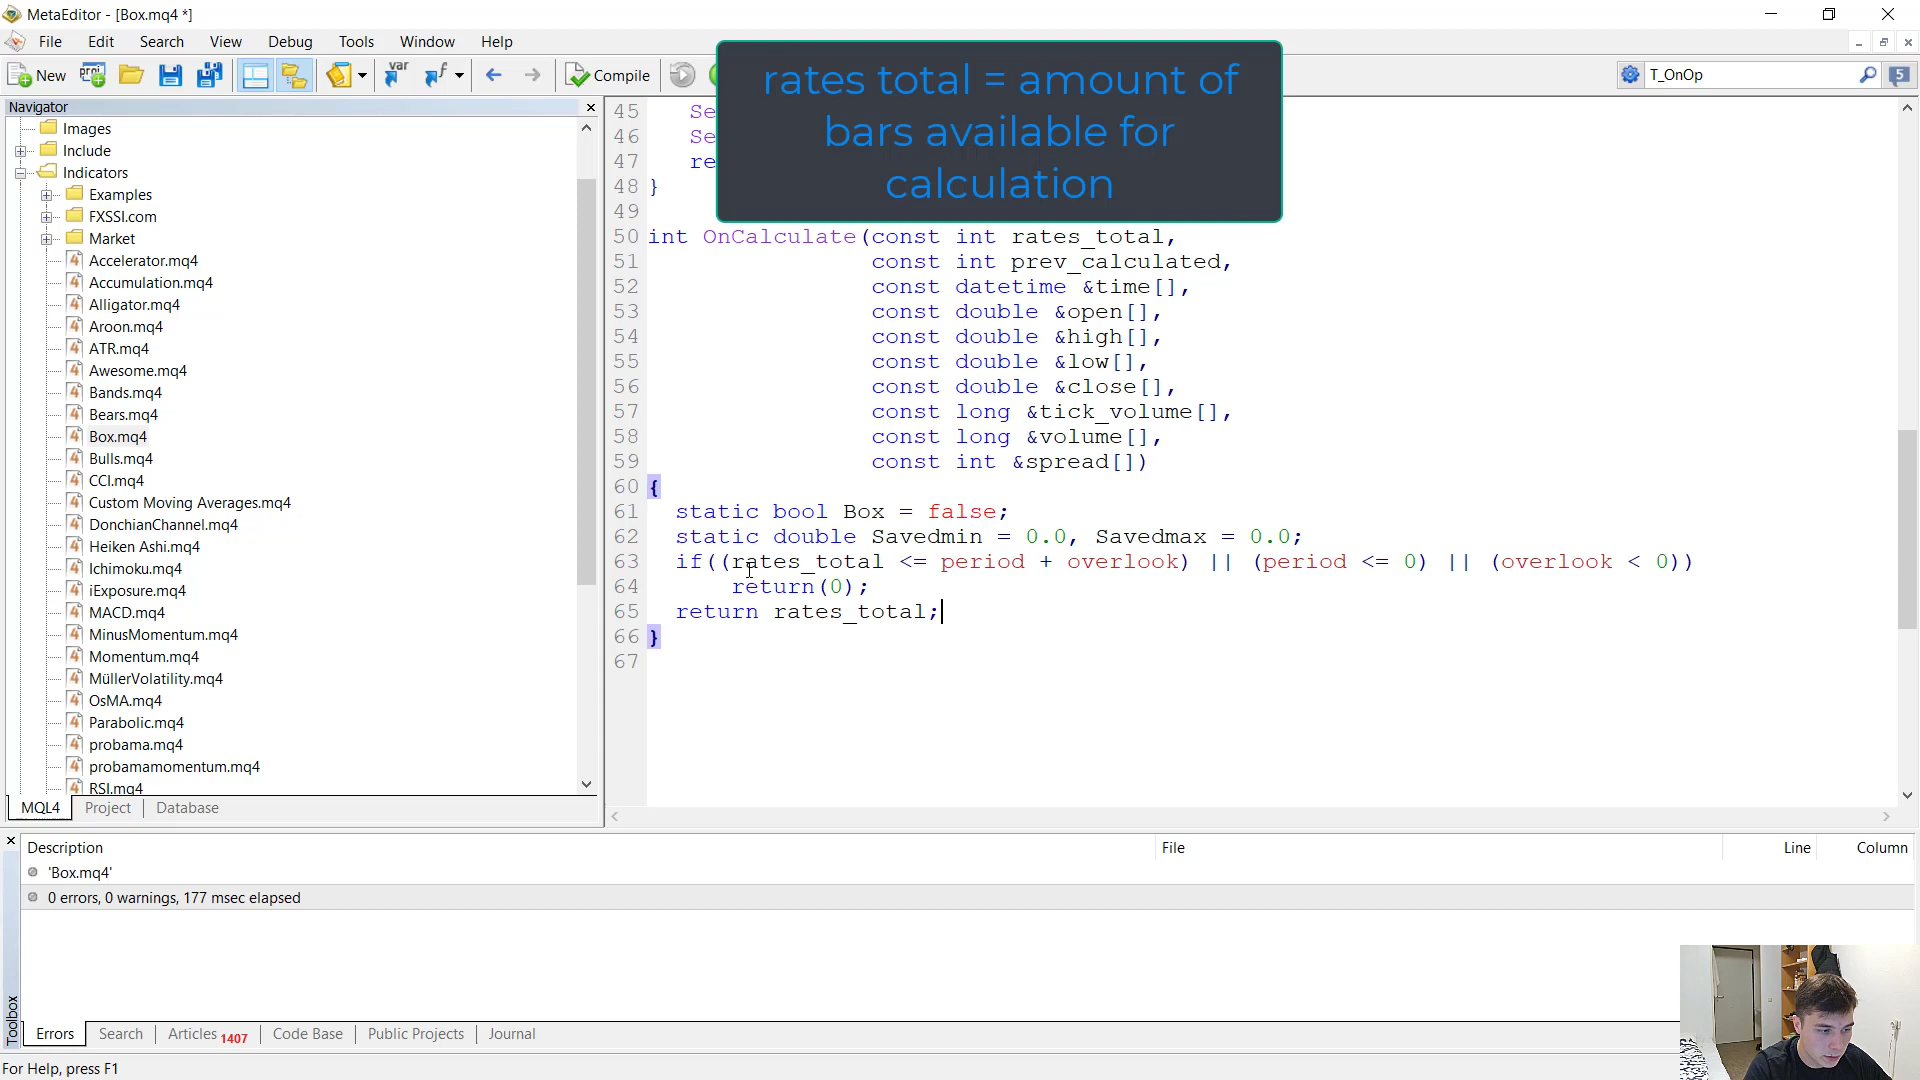 MetaEditor - [Box.mq4 *]
File Edit Search View Debug Tools Window Help
New
Compile
T_OnOp
5
rates total = amount of
bars available for
calculation
Navigator
Images
Include
Indicators
Examples
FXSSI.com
Market
Accelerator.mq4
Accumulation.mq4
Alligator.mq4
Aroon.mq4
ATR.mq4
Awesome.mq4
Bands.mq4
Bears.mq4
Box.mq4
Bulls.mq4
CCI.mq4
Custom Moving Averages.mq4
DonchianChannel.mq4
Heiken Ashi.mq4
Ichimoku.mq4
iExposure.mq4
MACD.mq4
MinusMomentum.mq4
Momentum.mq4
MüllerVolatility.mq4
OsMA.mq4
Parabolic.mq4
probama.mq4
probamamomentum.mq4
RSI.mq4
MQL4 Project Database
45 Se
46 Se
47 re
48 }
49
50 int OnCalculate(const int rates_total,
51 const int prev_calculated,
52 const datetime &time[],
53 const double &open[],
54 const double &high[],
55 const double &low[],
56 const double &close[],
57 const long &tick_volume[],
58 const long &volume[],
59 const int &spread[])
60 {
61 static bool Box = false;
62 static double Savedmin = 0.0, Savedmax = 0.0;
63 if((rates_total <= period + overlook) || (period <= 0) || (overlook < 0))
64 return(0);
65 return rates_total;
66 }
67
Description File Line Column
'Box.mq4'
0 errors, 0 warnings, 177 msec elapsed
Toolbox
Errors Search Articles 1407 Code Base Public Projects Journal
For Help, press F1